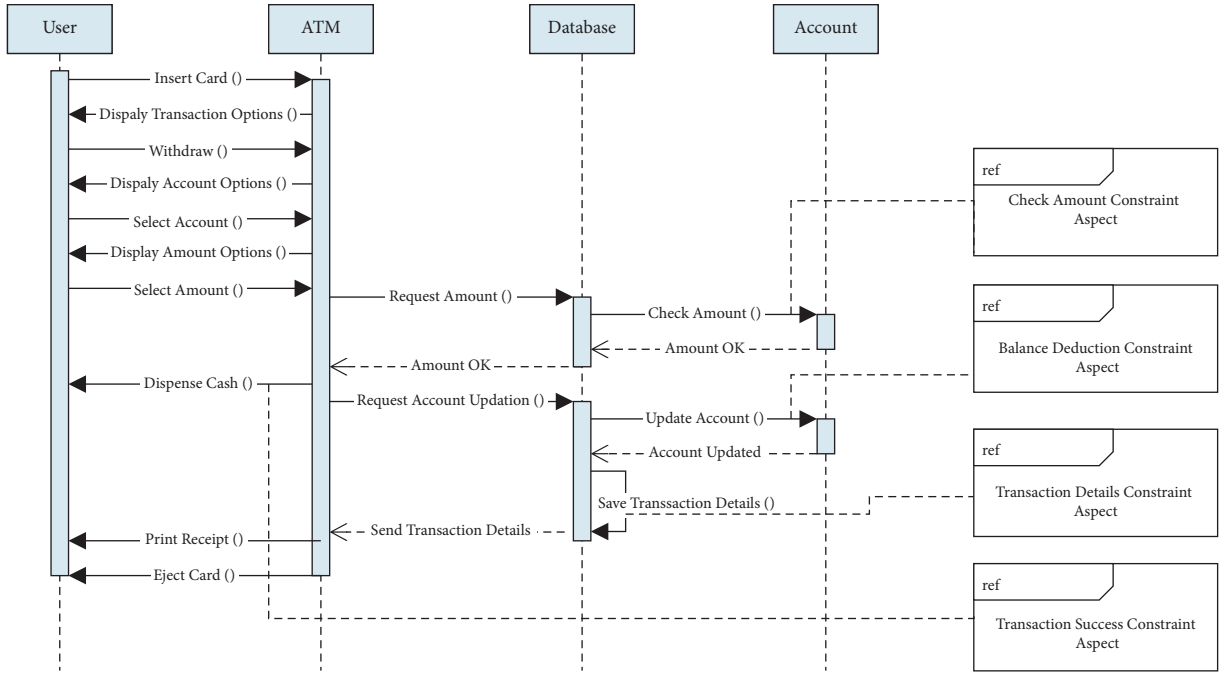 User
ATM
Database
Account
Insert Card ()
Dispaly Transaction Options ()
Withdraw ()
Dispaly Account Options ()
Select Account ()
Display Amount Options ()
Select Amount ()
Request Amount ()
Check Amount ()
Amount OK
Amount OK
Dispense Cash ()
Request Account Updation ()
Update Account ()
Account Updated
Save Transsaction Details ()
Send Transaction Details
Print Receipt ()
Eject Card ()
ref
Check Amount Constraint
Aspect
ref
Balance Deduction Constraint
Aspect
ref
Transaction Details Constraint
Aspect
ref
Transaction Success Constraint
Aspect